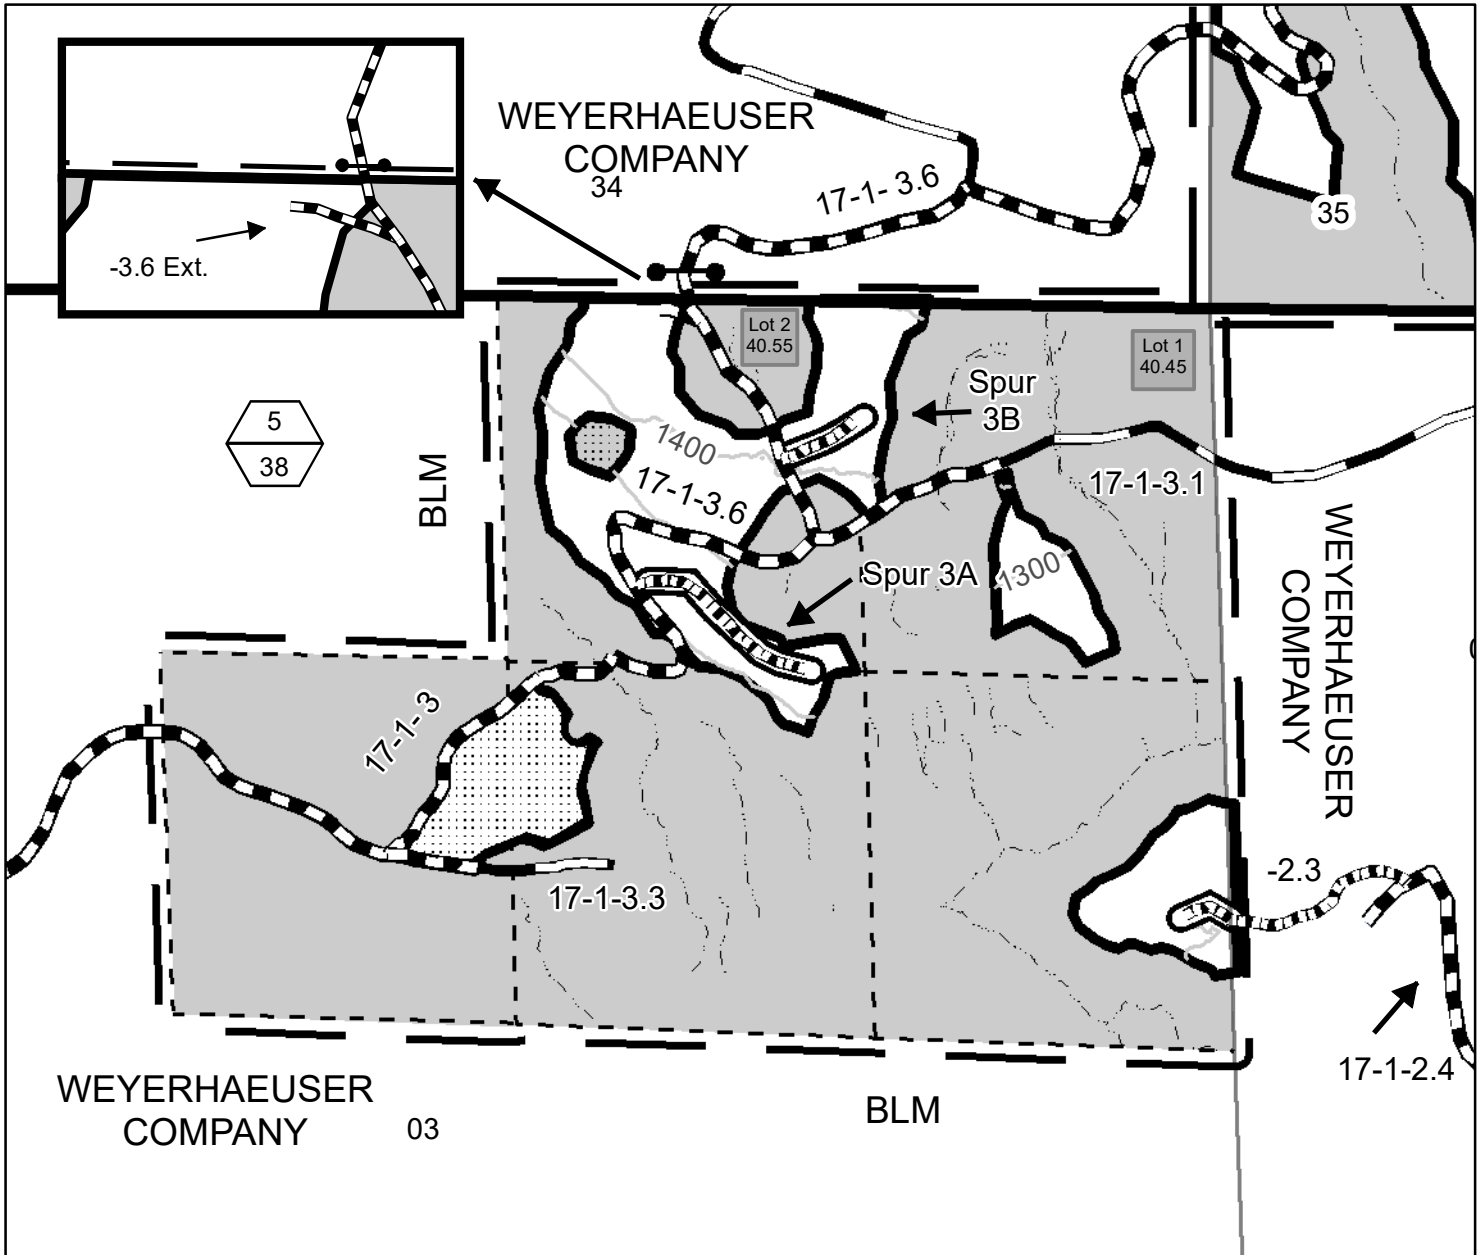 WEYERHAEUSER
COMPANY
34
17-1- 3.6
35
-3.6 Ext.
Lot 2
40.55
Lot 1
40.45
Spur
3B
5
38
BLM
1400
17-1-3.6
17-1-3.1
WEYERHAEUSER
COMPANY
Spur 3A
1300
17-1- 3
-2.3
17-1-3.3
17-1-2.4
WEYERHAEUSER
COMPANY
03
BLM